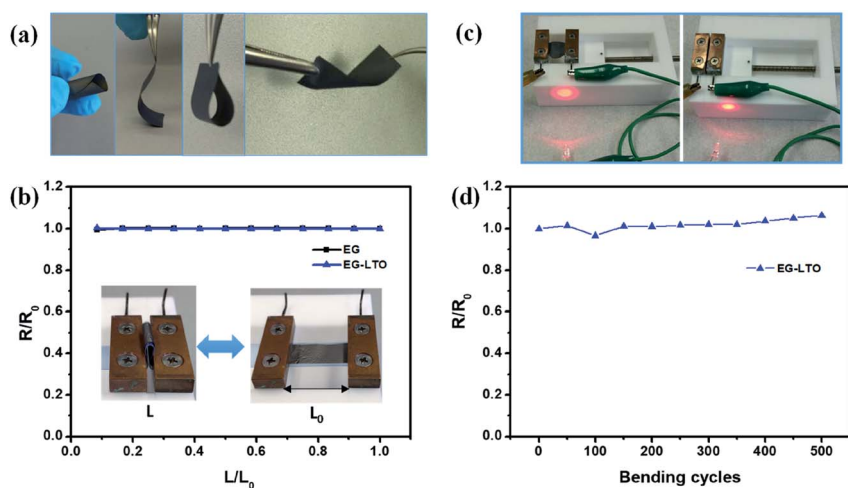 (a)
(c)
(b)
1.2
1.0
0.8
0.6
0.4
0.2
0.0
R/R0
EG
EG-LTO
L
L0
0.0 0.2 0.4 0.6 0.8 1.0
L/L0
(d)
1.2
1.0
0.8
0.6
0.4
0.2
0.0
R/R0
EG-LTO
0 100 200 300 400 500
Bending cycles